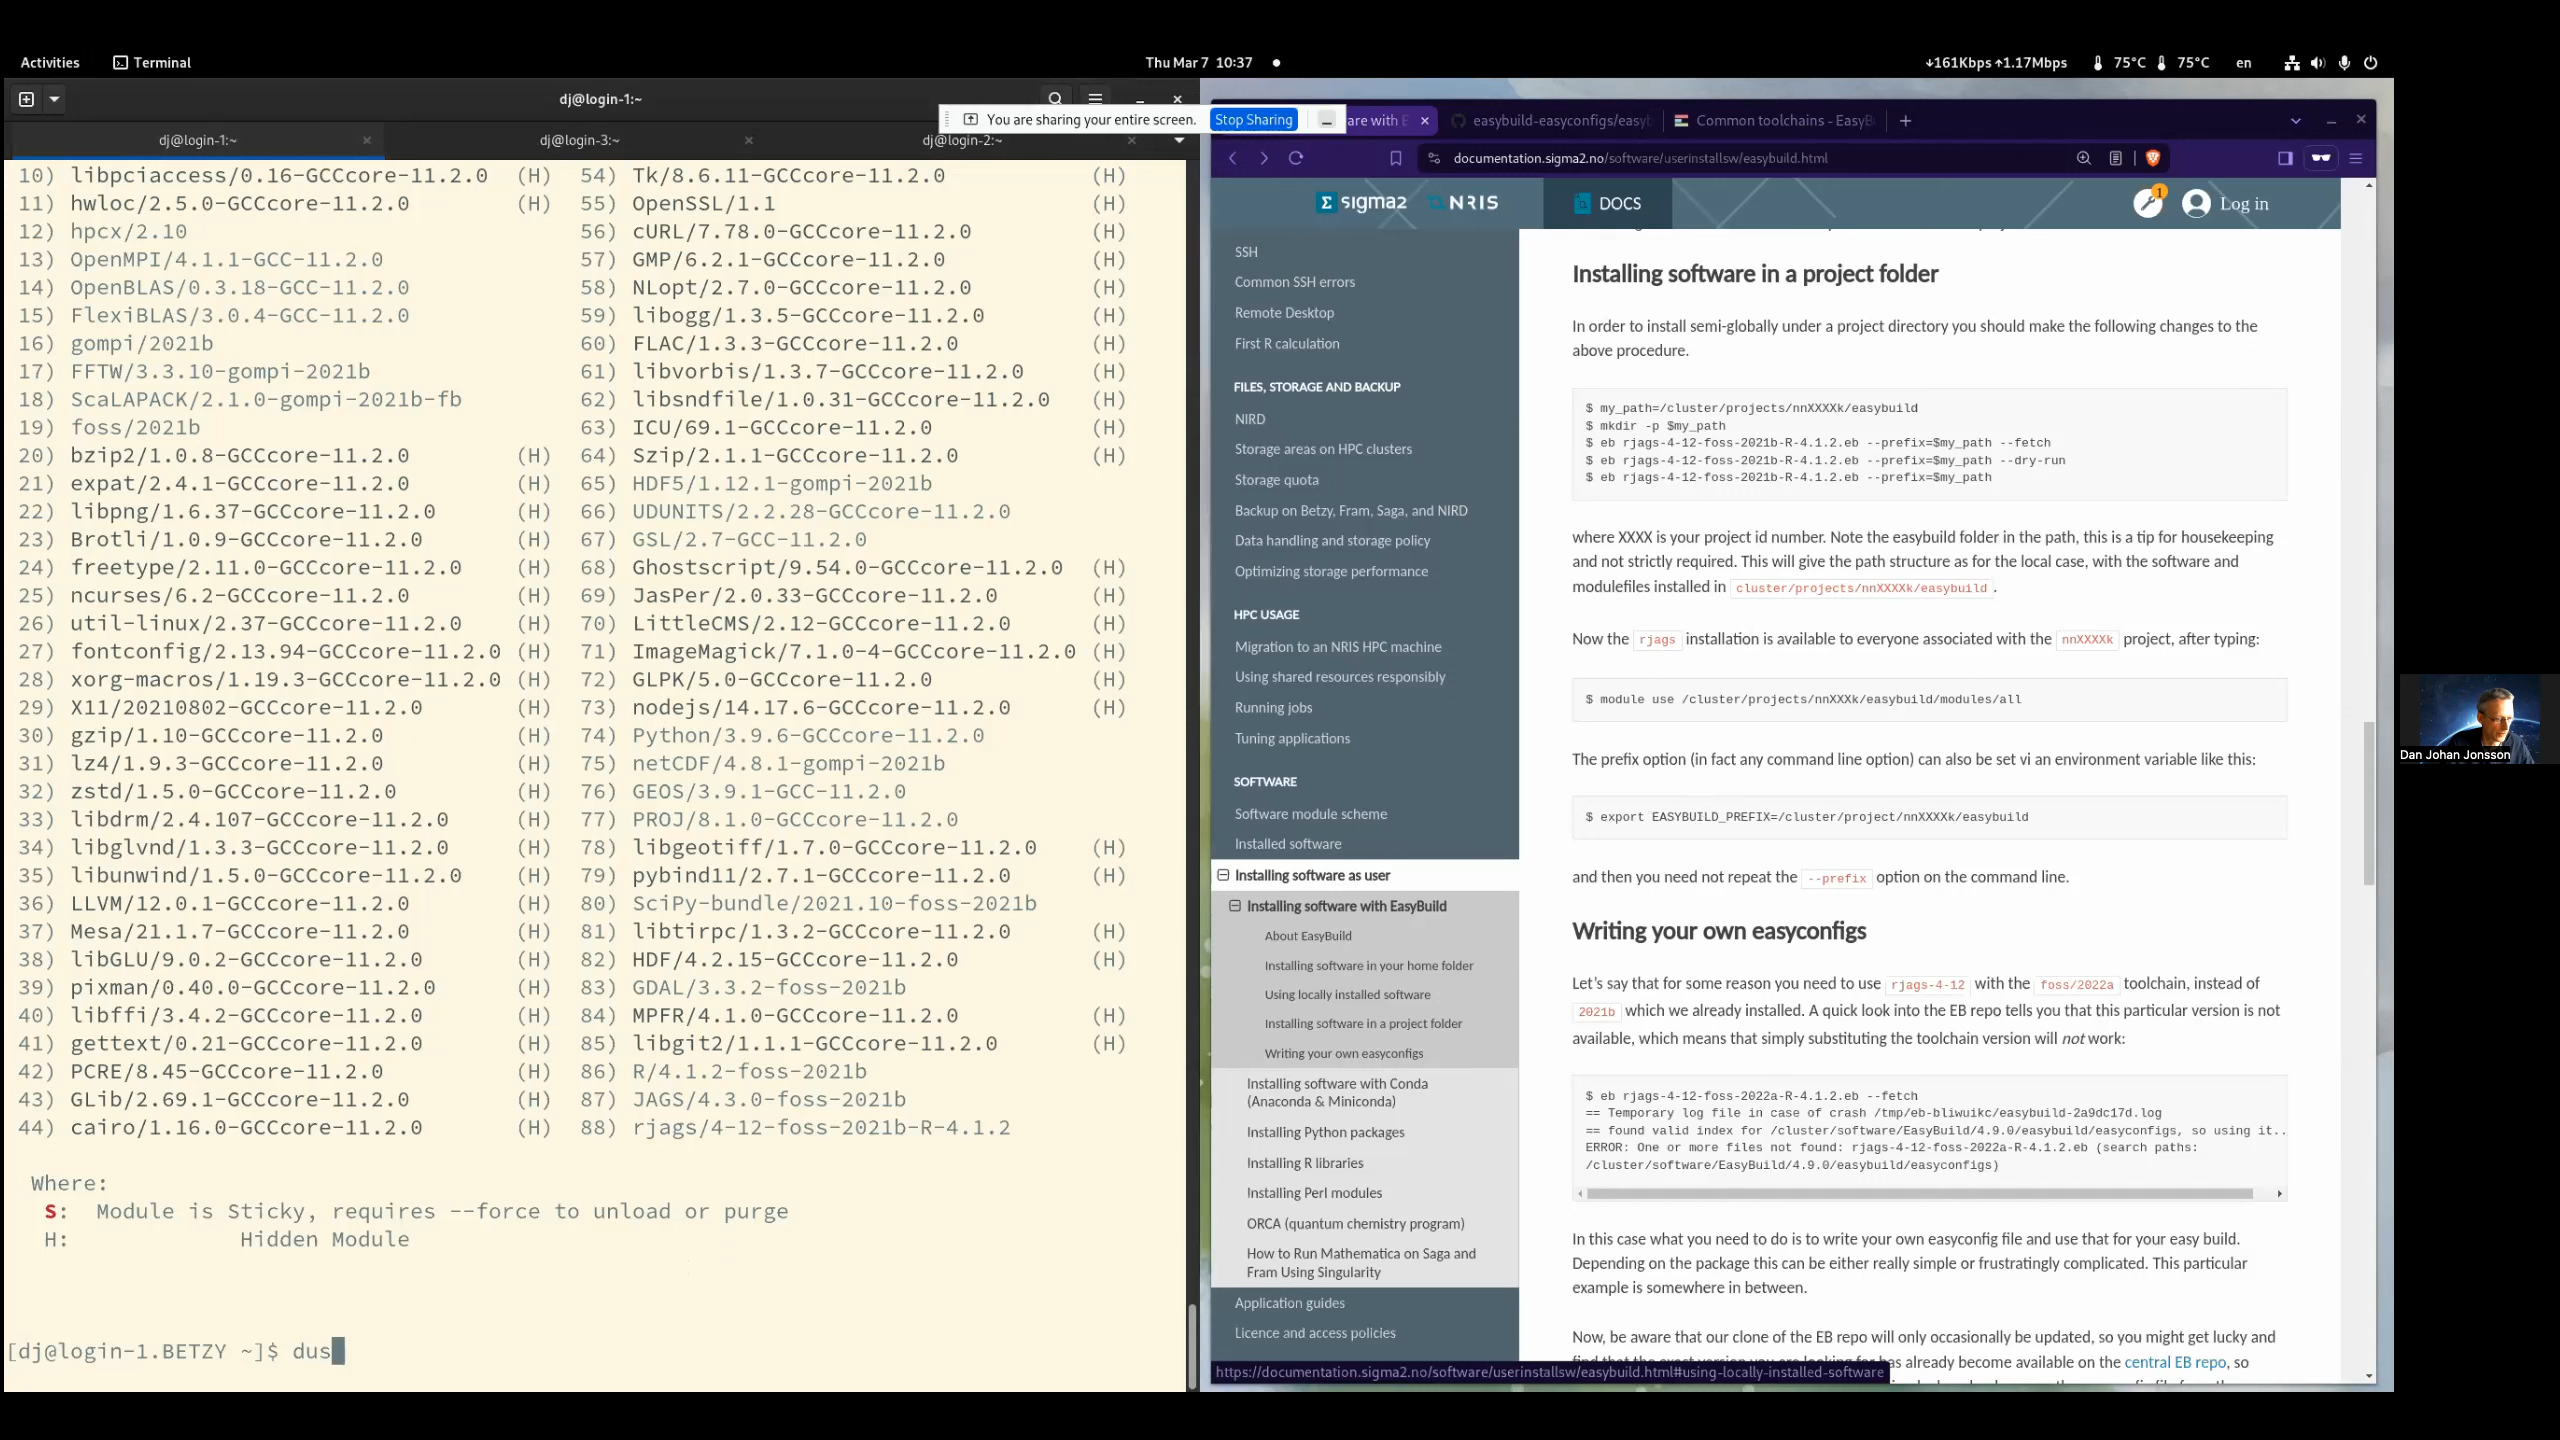 Activities
Terminal
Thu Mar 7 10:37
↓161Kbps ↑1.17Mbps
75°C
75°C
en
dj@login-1:~
You are sharing your entire screen.
Stop Sharing
dj@login-1:~
dj@login-3:~
dj@login-2:~
10) libpciaccess/0.16-GCCcore-11.2.0 (H) 54) Tk/8.6.11-GCCcore-11.2.0 (H)
11) hwloc/2.5.0-GCCcore-11.2.0 (H) 55) OpenSSL/1.1 (H)
12) hpcx/2.10 56) cURL/7.78.0-GCCcore-11.2.0 (H)
13) OpenMPI/4.1.1-GCC-11.2.0 57) GMP/6.2.1-GCCcore-11.2.0 (H)
14) OpenBLAS/0.3.18-GCC-11.2.0 58) NLopt/2.7.0-GCCcore-11.2.0 (H)
15) FlexiBLAS/3.0.4-GCC-11.2.0 59) libogg/1.3.5-GCCcore-11.2.0 (H)
16) gompi/2021b 60) FLAC/1.3.3-GCCcore-11.2.0 (H)
17) FFTW/3.3.10-gompi-2021b 61) libvorbis/1.3.7-GCCcore-11.2.0 (H)
18) ScaLAPACK/2.1.0-gompi-2021b-fb 62) libsndfile/1.0.31-GCCcore-11.2.0 (H)
19) foss/2021b 63) ICU/69.1-GCCcore-11.2.0 (H)
20) bzip2/1.0.8-GCCcore-11.2.0 (H) 64) Szip/2.1.1-GCCcore-11.2.0 (H)
21) expat/2.4.1-GCCcore-11.2.0 (H) 65) HDF5/1.12.1-gompi-2021b
22) libpng/1.6.37-GCCcore-11.2.0 (H) 66) UDUNITS/2.2.28-GCCcore-11.2.0
23) Brotli/1.0.9-GCCcore-11.2.0 (H) 67) GSL/2.7-GCC-11.2.0
24) freetype/2.11.0-GCCcore-11.2.0 (H) 68) Ghostscript/9.54.0-GCCcore-11.2.0 (H)
25) ncurses/6.2-GCCcore-11.2.0 (H) 69) JasPer/2.0.33-GCCcore-11.2.0 (H)
26) util-linux/2.37-GCCcore-11.2.0 (H) 70) LittleCMS/2.12-GCCcore-11.2.0 (H)
27) fontconfig/2.13.94-GCCcore-11.2.0 (H) 71) ImageMagick/7.1.0-4-GCCcore-11.2.0 (H)
28) xorg-macros/1.19.3-GCCcore-11.2.0 (H) 72) GLPK/5.0-GCCcore-11.2.0 (H)
29) X11/20210802-GCCcore-11.2.0 (H) 73) nodejs/14.17.6-GCCcore-11.2.0 (H)
30) gzip/1.10-GCCcore-11.2.0 (H) 74) Python/3.9.6-GCCcore-11.2.0
31) lz4/1.9.3-GCCcore-11.2.0 (H) 75) netCDF/4.8.1-gompi-2021b
32) zstd/1.5.0-GCCcore-11.2.0 (H) 76) GEOS/3.9.1-GCC-11.2.0
33) libdrm/2.4.107-GCCcore-11.2.0 (H) 77) PROJ/8.1.0-GCCcore-11.2.0
34) libglvnd/1.3.3-GCCcore-11.2.0 (H) 78) libgeotiff/1.7.0-GCCcore-11.2.0 (H)
35) libunwind/1.5.0-GCCcore-11.2.0 (H) 79) pybind11/2.7.1-GCCcore-11.2.0 (H)
36) LLVM/12.0.1-GCCcore-11.2.0 (H) 80) SciPy-bundle/2021.10-foss-2021b
37) Mesa/21.1.7-GCCcore-11.2.0 (H) 81) libtirpc/1.3.2-GCCcore-11.2.0 (H)
38) libGLU/9.0.2-GCCcore-11.2.0 (H) 82) HDF/4.2.15-GCCcore-11.2.0 (H)
39) pixman/0.40.0-GCCcore-11.2.0 (H) 83) GDAL/3.3.2-foss-2021b
40) libffi/3.4.2-GCCcore-11.2.0 (H) 84) MPFR/4.1.0-GCCcore-11.2.0 (H)
41) gettext/0.21-GCCcore-11.2.0 (H) 85) libgit2/1.1.1-GCCcore-11.2.0 (H)
42) PCRE/8.45-GCCcore-11.2.0 (H) 86) R/4.1.2-foss-2021b
43) GLib/2.69.1-GCCcore-11.2.0 (H) 87) JAGS/4.3.0-foss-2021b
44) cairo/1.16.0-GCCcore-11.2.0 (H) 88) rjags/4-12-foss-2021b-R-4.1.2
Where:
S: Module is Sticky, requires --force to unload or purge
H: Hidden Module
[dj@login-1.BETZY ~]$ dus
easybuild-easyconfigs/easyb
Common toolchains - EasyB
documentation.sigma2.no/software/userinstallsw/easybuild.html
sigma2
NRIS
DOCS
1
Log in
SSH
Common SSH errors
Remote Desktop
First R calculation
FILES, STORAGE AND BACKUP
NIRD
Storage areas on HPC clusters
Storage quota
Backup on Betzy, Fram, Saga, and NIRD
Data handling and storage policy
Optimizing storage performance
HPC USAGE
Migration to an NRIS HPC machine
Using shared resources responsibly
Running jobs
Tuning applications
SOFTWARE
Software module scheme
Installed software
Installing software as user
Installing software with EasyBuild
About EasyBuild
Installing software in your home folder
Using locally installed software
Installing software in a project folder
Writing your own easyconfigs
Installing software with Conda
(Anaconda & Miniconda)
Installing Python packages
Installing R libraries
Installing Perl modules
ORCA (quantum chemistry program)
How to Run Mathematica on Saga and
Fram Using Singularity
Application guides
Licence and access policies
https://documentation.sigma2.no/software/userinstallsw/easybuild.html#using-locally-installed-software
Installing software in a project folder
In order to install semi-globally under a project directory you should make the following changes to the
above procedure.
$ my_path=/cluster/projects/nnXXXXk/easybuild
$ mkdir -p $my_path
$ eb rjags-4-12-foss-2021b-R-4.1.2.eb --prefix=$my_path --fetch
$ eb rjags-4-12-foss-2021b-R-4.1.2.eb --prefix=$my_path --dry-run
$ eb rjags-4-12-foss-2021b-R-4.1.2.eb --prefix=$my_path
where XXXX is your project id number. Note the easybuild folder in the path, this is a tip for housekeeping
and not strictly required. This will give the path structure as for the local case, with the software and
modulefiles installed in cluster/projects/nnXXXXk/easybuild .
Now the rjags installation is available to everyone associated with the nnXXXXk project, after typing:
$ module use /cluster/projects/nnXXXk/easybuild/modules/all
The prefix option (in fact any command line option) can also be set vi an environment variable like this:
$ export EASYBUILD_PREFIX=/cluster/project/nnXXXXk/easybuild
and then you need not repeat the --prefix option on the command line.
Writing your own easyconfigs
Let's say that for some reason you need to use rjags-4-12 with the foss/2022a toolchain, instead of
2021b which we already installed. A quick look into the EB repo tells you that this particular version is not
available, which means that simply substituting the toolchain version will not work:
$ eb rjags-4-12-foss-2022a-R-4.1.2.eb --fetch
== Temporary log file in case of crash /tmp/eb-bliwuikc/easybuild-2a9dc17d.log
== found valid index for /cluster/software/EasyBuild/4.9.0/easybuild/easyconfigs, so using it..
ERROR: One or more files not found: rjags-4-12-foss-2022a-R-4.1.2.eb (search paths:
/cluster/software/EasyBuild/4.9.0/easybuild/easyconfigs)
In this case what you need to do is to write your own easyconfig file and use that for your easy build.
Depending on the package this can be either really simple or frustratingly complicated. This particular
example is somewhere in between.
Now, be aware that our clone of the EB repo will only occasionally be updated, so you might get lucky and
has already become available on the central EB repo, so
Dan Johan Jonsson